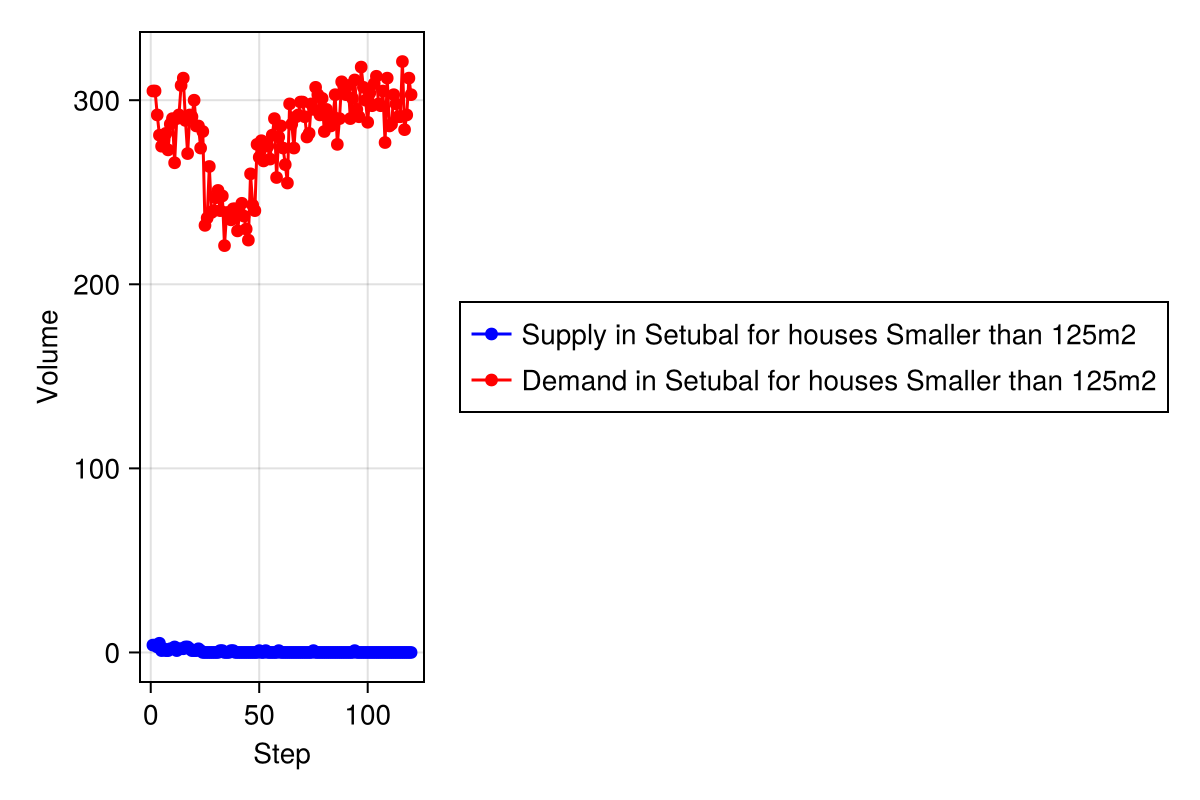 300
200
100
0
Volume
0 50 100
Step
Supply in Setubal for houses Smaller than 125m2
Demand in Setubal for houses Smaller than 125m2